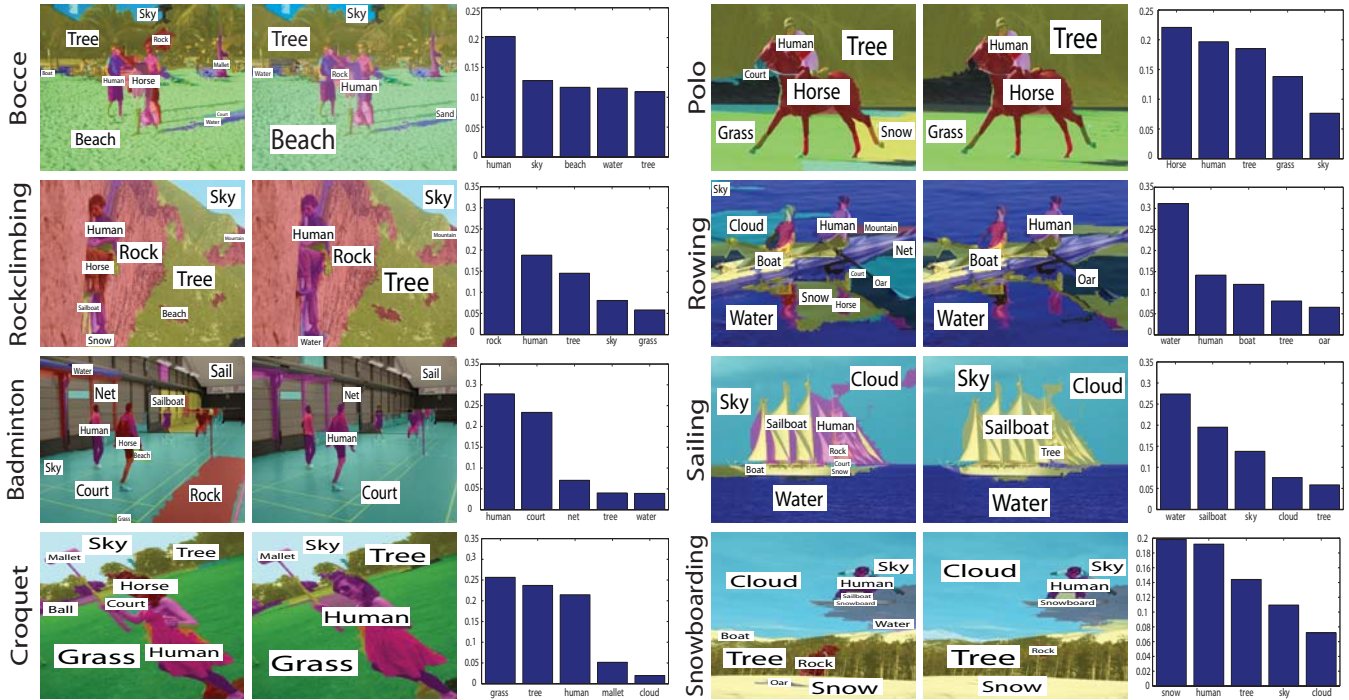 Bocce
Sky
Tree
Rock
Mallet
Boat
Human
Horse
Court
Water
Beach
Sky
Tree
Water
Rock
Human
Sand
Beach
0.25
0.2
0.15
0.1
0.05
0
human sky beach water tree
Polo
Human
Tree
Court
Horse
Grass
Snow
Human
Tree
Horse
Grass
0.25
0.2
0.15
0.1
0.05
0
Horse human tree grass sky
Rockclimbing
Sky
Human
Mountain
Rock
Horse
Tree
Sailboat
Beach
Snow
Sky
Human
Mountain
Rock
Tree
Water
0.35
0.3
0.25
0.2
0.15
0.1
0.05
0
rock human tree sky grass
Rowing
Sky
Cloud
Human
Mountain
Net
Boat
Court
Oar
Snow
Horse
Water
Human
Boat
Oar
Water
0.35
0.3
0.25
0.2
0.15
0.1
0.05
0
water human boat tree oar
Badminton
Water
Sail
Net
Sailboat
Human
Horse
Beach
Sky
Court
Rock
Grass
Sail
Net
Human
Court
0.35
0.3
0.25
0.2
0.15
0.1
0.05
0
human court net tree water
Sailing
Cloud
Sky
Sailboat
Human
Rock
Court
Boat
Snow
Water
Sky
Cloud
Sailboat
Tree
Water
0.35
0.3
0.25
0.2
0.15
0.1
0.05
0
water sailboat sky cloud tree
Croquet
Sky
Mallet
Tree
Horse
Ball
Court
Grass
Human
Sky
Mallet
Tree
Human
Grass
0.35
0.3
0.25
0.2
0.15
0.1
0.05
0
grass tree human mallet cloud
Snowboarding
Sky
Cloud
Human
Sailboat
Snowboard
Water
Boat
Tree
Rock
Oar
Snow
Cloud
Sky
Human
Snowboard
Tree
Rock
Snow
0.2
0.18
0.16
0.14
0.12
0.1
0.08
0.06
0.04
0.02
0
snow human tree sky cloud